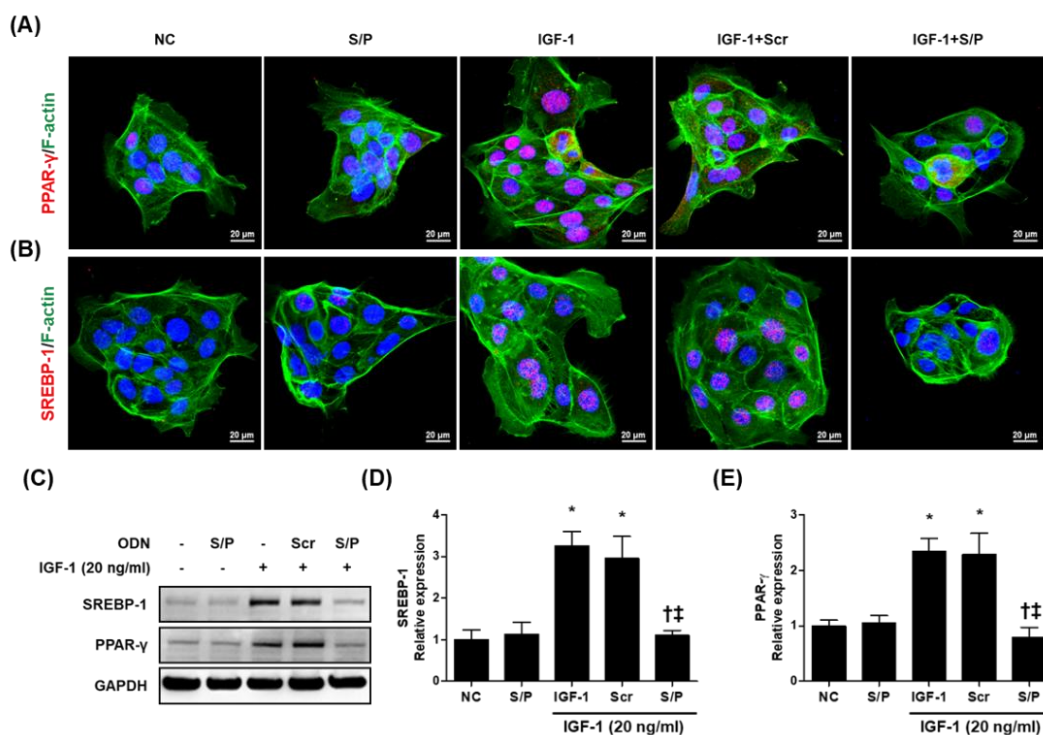 (A)
NC S/P IGF-1 IGF-1+Scr IGF-1+S/P
PPAR-γ/F-actin
20 μm 20 μm 20 μm 20 μm 20 μm
(B)
SREBP-1/F-actin
20 μm 20 μm 20 μm 20 μm 20 μm
(C)
ODN - S/P - Scr S/P
IGF-1 (20 ng/ml) - - + + +
SREBP-1
PPAR-γ
GAPDH
(D)
SREBP-1
Relative expression
4
3
2
1
0
* * †‡
NC S/P IGF-1 Scr S/P
IGF-1 (20 ng/ml)
(E)
PPAR-γ
Relative expression
3
2
1
0
* * †‡
NC S/P IGF-1 Scr S/P
IGF-1 (20 ng/ml)